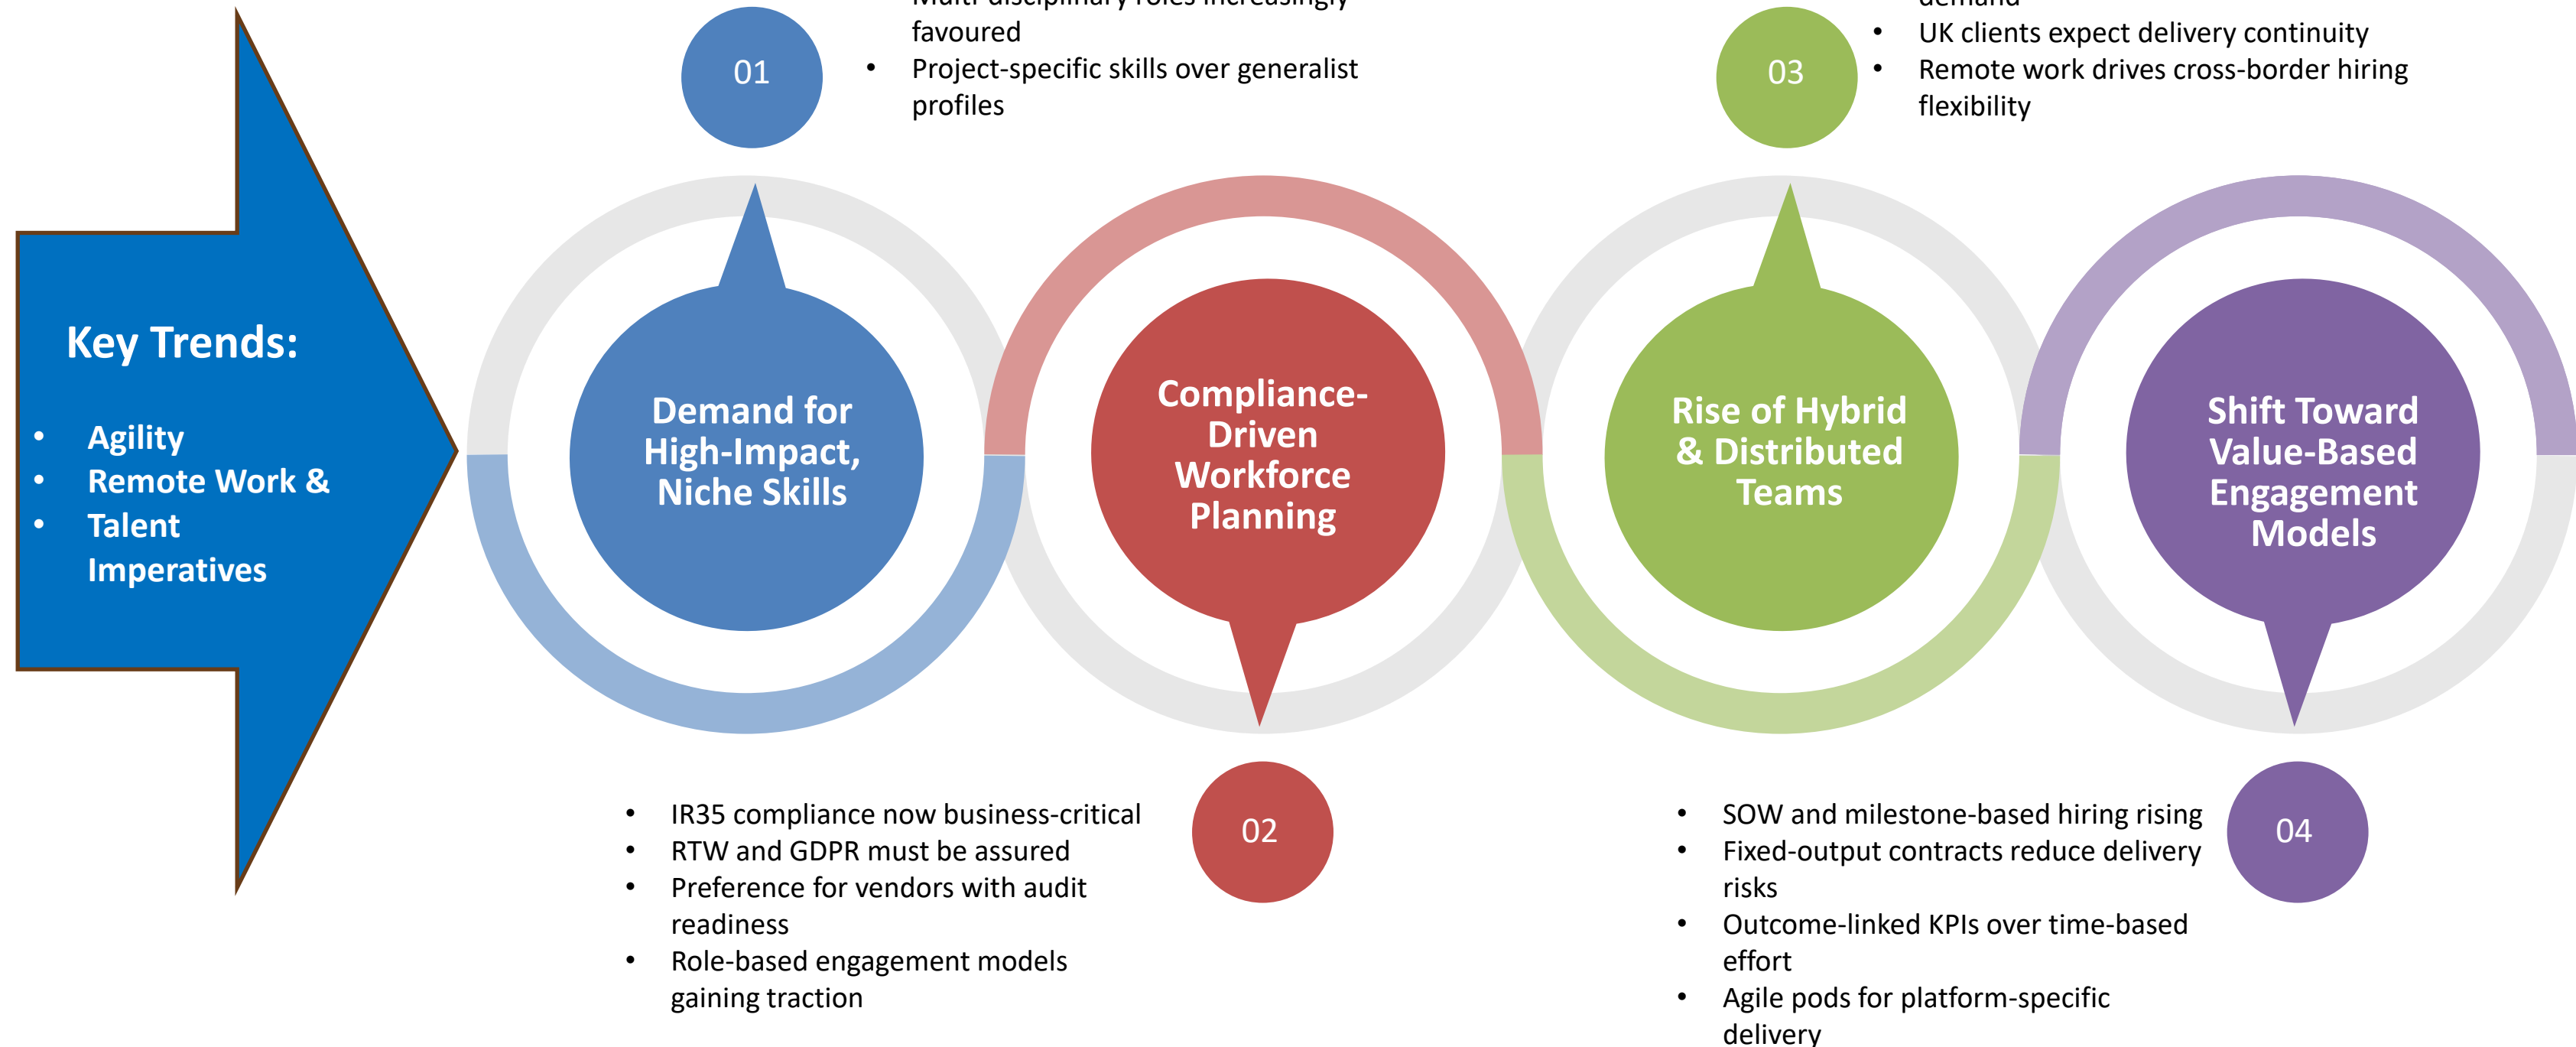 Key Trends:
• Agility
• Remote Work &
• Talent
Imperatives
01
Multi-disciplinary roles increasingly
favoured
• Project-specific skills over generalist
profiles
Demand for
High-Impact,
Niche Skills
Compliance-
Driven
Workforce
Planning
02
• IR35 compliance now business-critical
• RTW and GDPR must be assured
• Preference for vendors with audit
readiness
• Role-based engagement models
gaining traction
03
demand
• UK clients expect delivery continuity
• Remote work drives cross-border hiring
flexibility
Rise of Hybrid
& Distributed
Teams
Shift Toward
Value-Based
Engagement
Models
04
• SOW and milestone-based hiring rising
• Fixed-output contracts reduce delivery
risks
• Outcome-linked KPIs over time-based
effort
• Agile pods for platform-specific
delivery